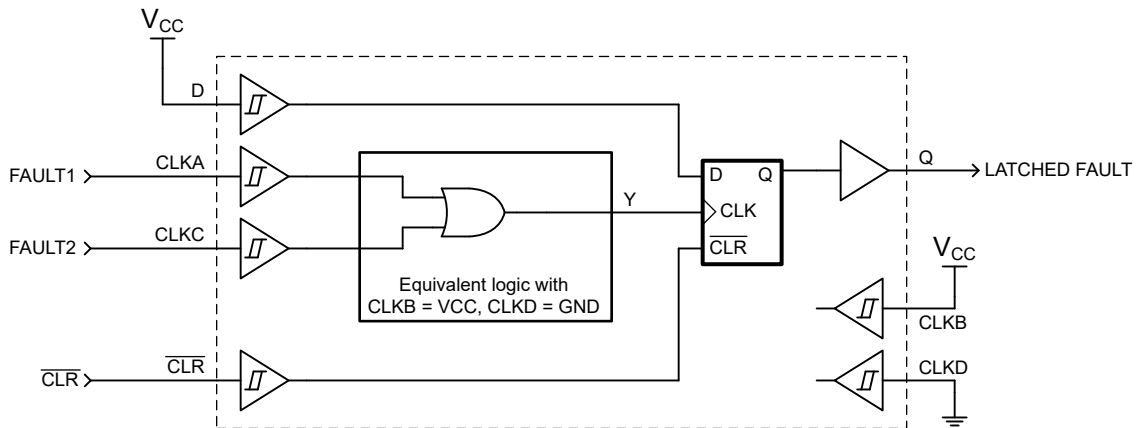 VCC
D
FAULT1
CLKA
FAULT2
CLKC
Equivalent logic with
CLKB = VCC, CLKD = GND
Y
D
Q
CLK
CLR
Q
LATCHED FAULT
VCC
CLKB
CLKD
CLR
CLR